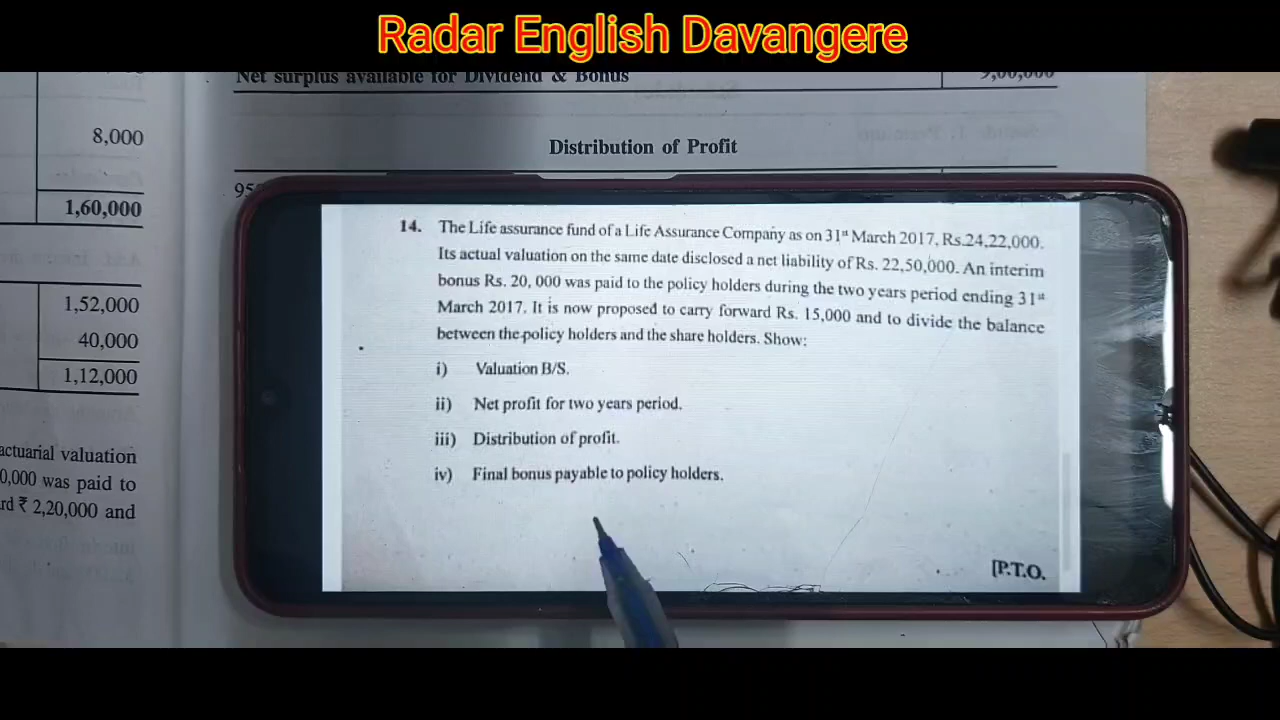 Radar English Davangere
Net surplus available for Dividend & Bonus
8,000
1,60,000
1,52,000
40,000
1,12,000
actuarial valuation
0,000 was paid to
rd ₹ 2,20,000 and
9,00,000
Distribution of Profit
95
14. The Life assurance fund of a Life Assurance Company as on 31st March 2017, Rs.24,22,000.
Its actual valuation on the same date disclosed a net liability of Rs. 22,50,000. An interim
bonus Rs. 20, 000 was paid to the policy holders during the two years period ending 31st
March 2017. It is now proposed to carry forward Rs. 15,000 and to divide the balance
between the policy holders and the share holders. Show:
i) Valuation B/S.
ii) Net profit for two years period.
iii) Distribution of profit.
iv) Final bonus payable to policy holders.
[P.T.O.